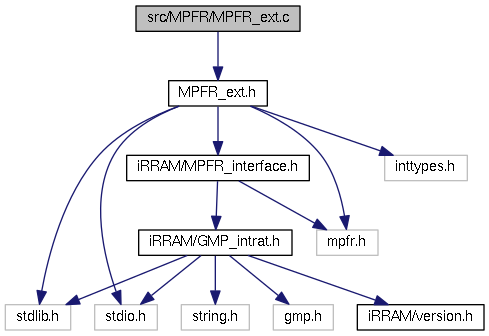 src/MPFR/MPFR_ext.c
MPFR_ext.h
iRRAM/MPFR_interface.h
inttypes.h
iRRAM/GMP_intrat.h
mpfr.h
stdlib.h
stdio.h
string.h
gmp.h
iRRAM/version.h